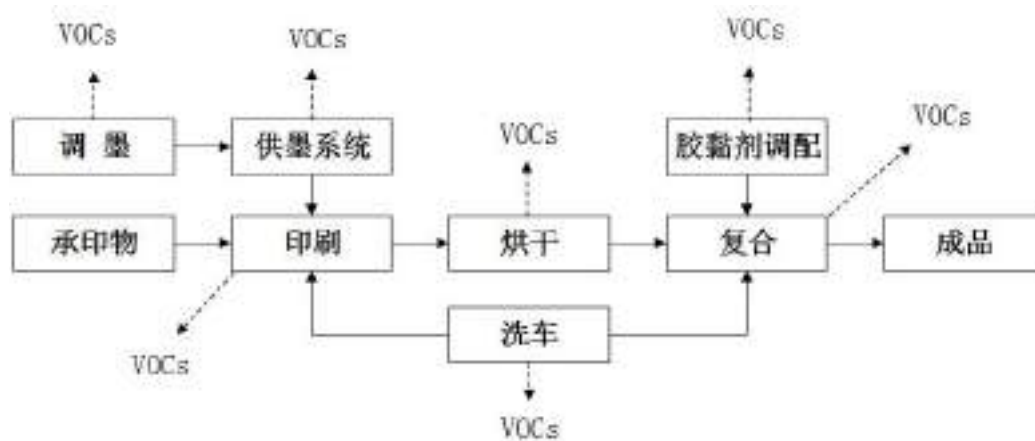 VOCs
VOCs
VOCs
VOCs
VOCs
调 墨
供墨系统
胶黏剂调配
承印物
印刷
烘干
复合
成品
洗车
VOCs
VOCs